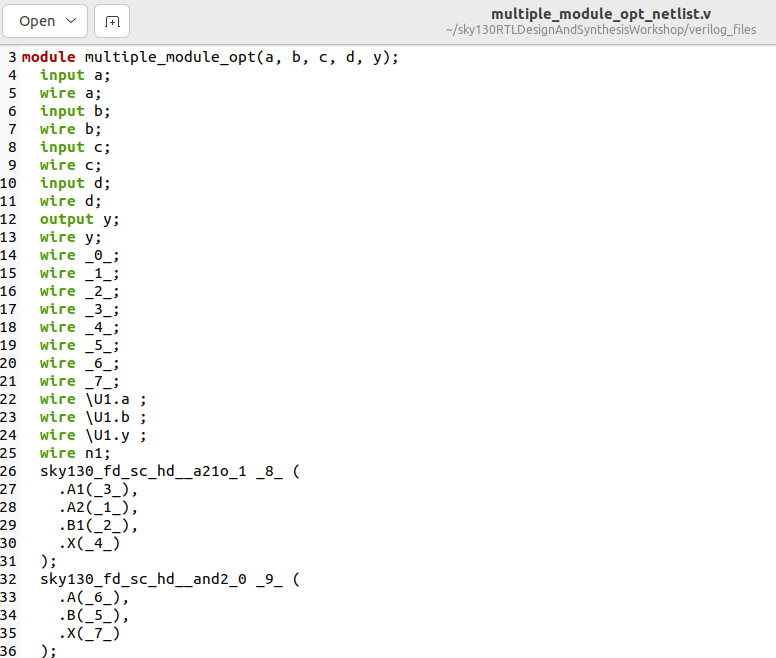 Open
multiple_module_opt_netlist.v
~/sky130RTLDesignAndSynthesisWorkshop/verilog_files
3 module multiple_module_opt(a, b, c, d, y);
4   input a;
5   wire a;
6   input b;
7   wire b;
8   input c;
9   wire c;
10   input d;
11   wire d;
12   output y;
13   wire y;
14   wire _0_;
15   wire _1_;
16   wire _2_;
17   wire _3_;
18   wire _4_;
19   wire _5_;
20   wire _6_;
21   wire _7_;
22   wire \U1.a ;
23   wire \U1.b ;
24   wire \U1.y ;
25   wire n1;
26   sky130_fd_sc_hd__a21o_1 _8_ (
27     .A1(_3_),
28     .A2(_1_),
29     .B1(_2_),
30     .X(_4_)
31   );
32   sky130_fd_sc_hd__and2_0 _9_ (
33     .A(_6_),
34     .B(_5_),
35     .X(_7_)
36   );